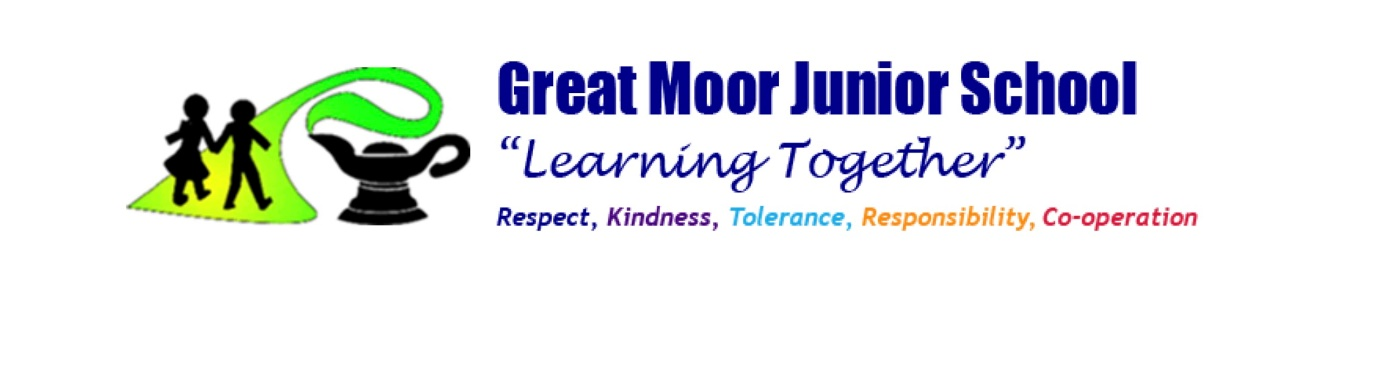 Great Moor Junior School
“Learning Together”
Respect, Kindness, Tolerance, Responsibility, Co-operation